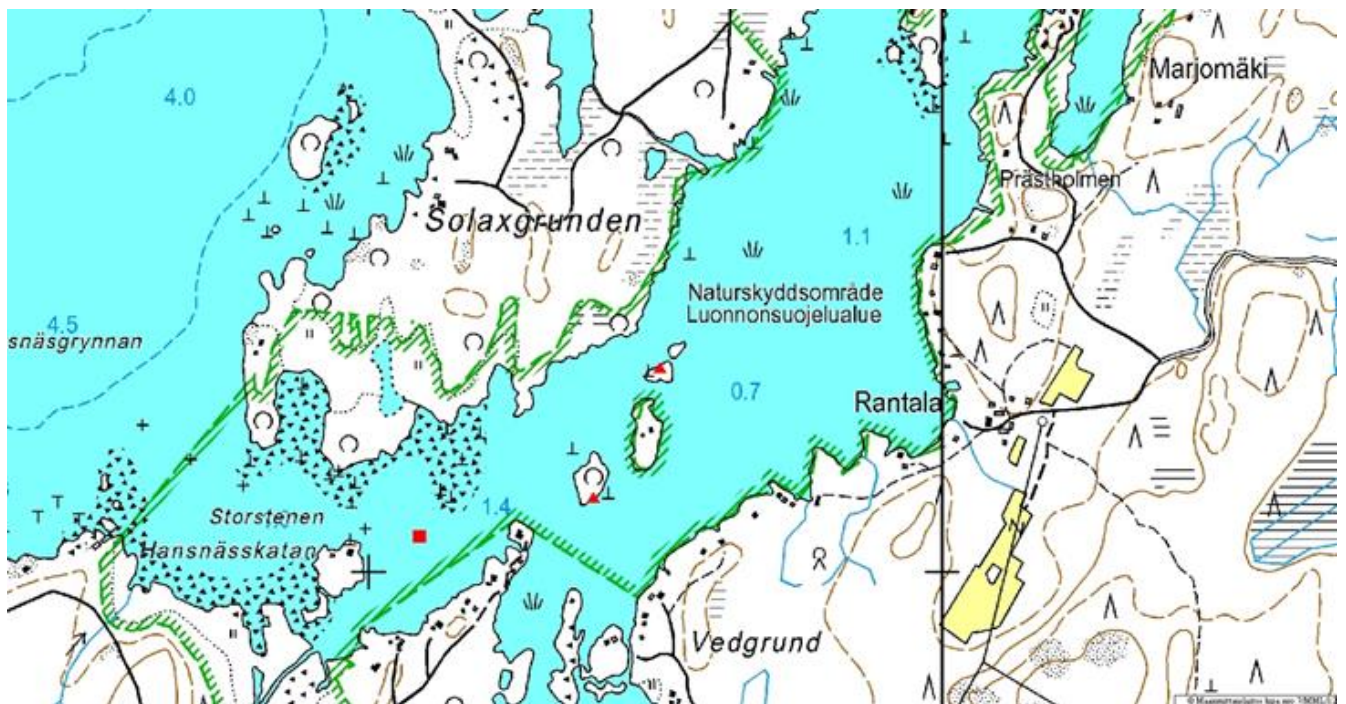 4.0
Marjomäki
Prästholmen
Solaxgrunden
1.1
Naturskyddsområde
Luonnonsuojelualue
4.5
snäsgrynnan
0.7
Rantala
1.4
Storstenen
Hansnässkatan
Vedgrund